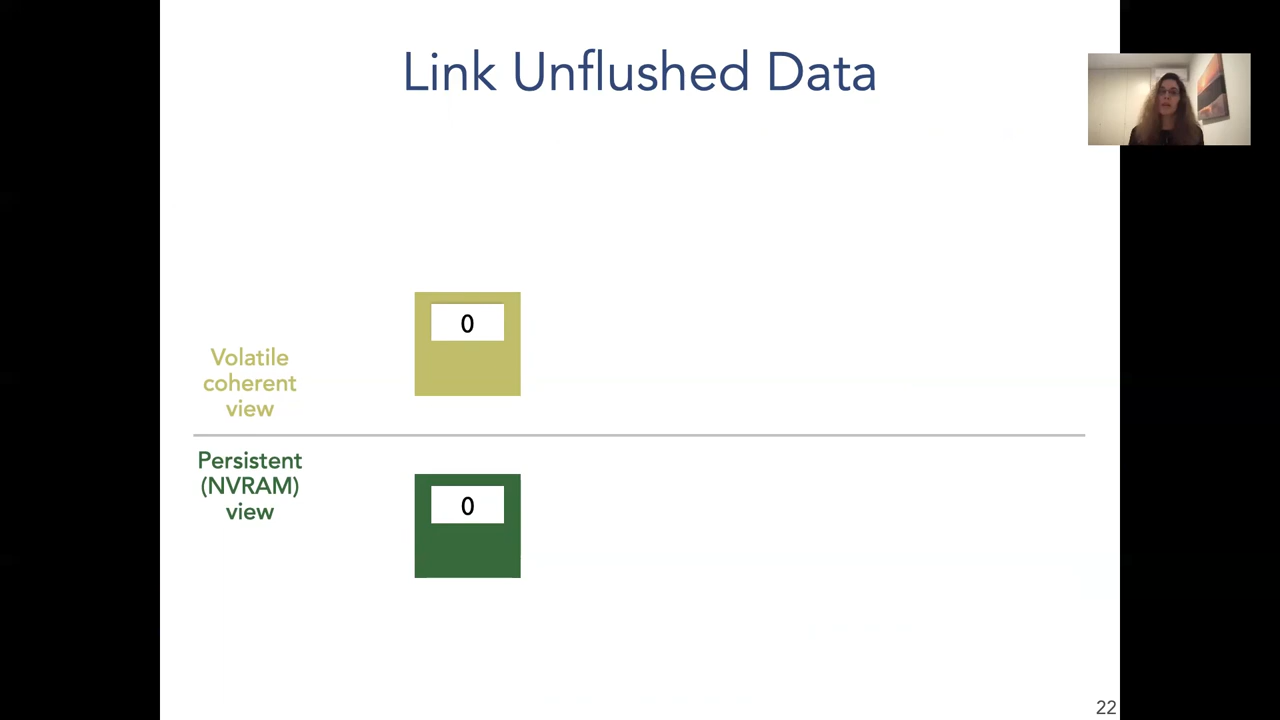 Link Unflushed Data
0
Volatile
coherent
view
Persistent
(NVRAM)
view
0
22